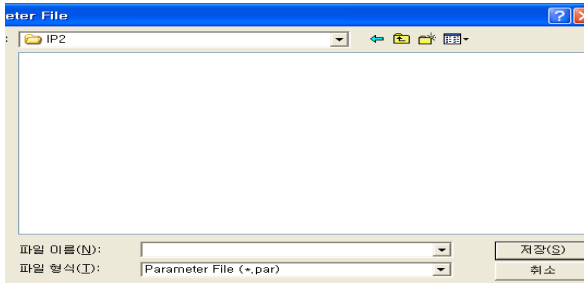 eter File
: IP2
파일 이름(N):
저장(S)
파일 형식(T): Parameter File (*.par)
취소